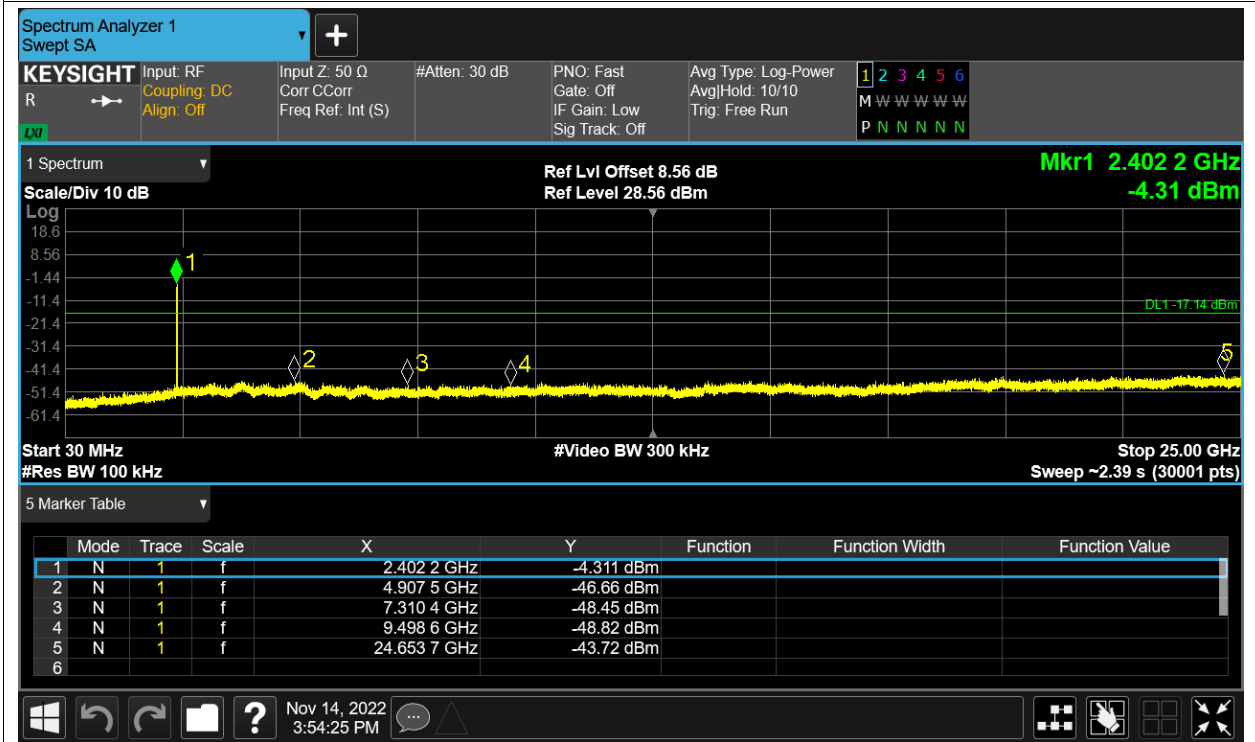 Spectrum Analyzer 1
Swept SA
KEYSIGHT
R
LXI
Input: RF
Coupling: DC
Align: Off
Input Z: 50 Ω
Corr CCorr
Freq Ref: Int (S)
#Atten: 30 dB
PNO: Fast
Gate: Off
IF Gain: Low
Sig Track: Off
Avg Type: Log-Power
Avg|Hold: 10/10
Trig: Free Run
1 2 3 4 5 6
M W W W W W
P N N N N N
1 Spectrum
Scale/Div 10 dB
Ref Lvl Offset 8.56 dB
Ref Level 28.56 dBm
Mkr1 2.402 2 GHz
-4.31 dBm
Log
18.6
8.56
-1.44
-11.4
-21.4
-31.4
-41.4
-51.4
-61.4
1
2
3
4
5
DL1 -17.14 dBm
Start 30 MHz
#Res BW 100 kHz
#Video BW 300 kHz
Stop 25.00 GHz
Sweep ~2.39 s (30001 pts)
5 Marker Table
Mode Trace Scale X Y Function Function Width Function Value
1 N 1 f 2.402 2 GHz -4.311 dBm
2 N 1 f 4.907 5 GHz -46.66 dBm
3 N 1 f 7.310 4 GHz -48.45 dBm
4 N 1 f 9.498 6 GHz -48.82 dBm
5 N 1 f 24.653 7 GHz -43.72 dBm
6
?
Nov 14, 2022
3:54:25 PM